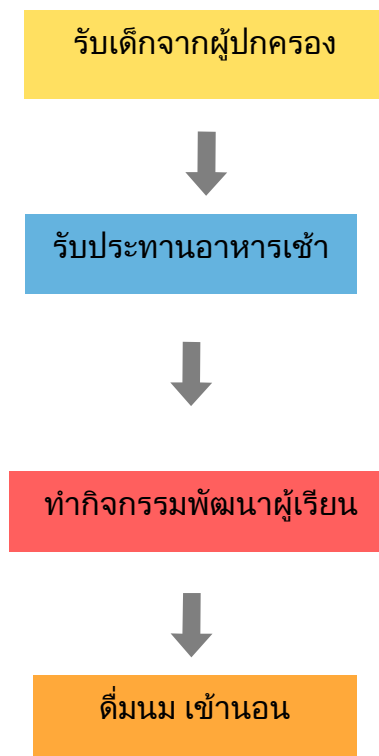 รับเด็กจากผู้ปกครอง
รับประทานอาหารเช้า
ทำกิจกรรมพัฒนาผู้เรียน
ดื่มนม เข้านอน